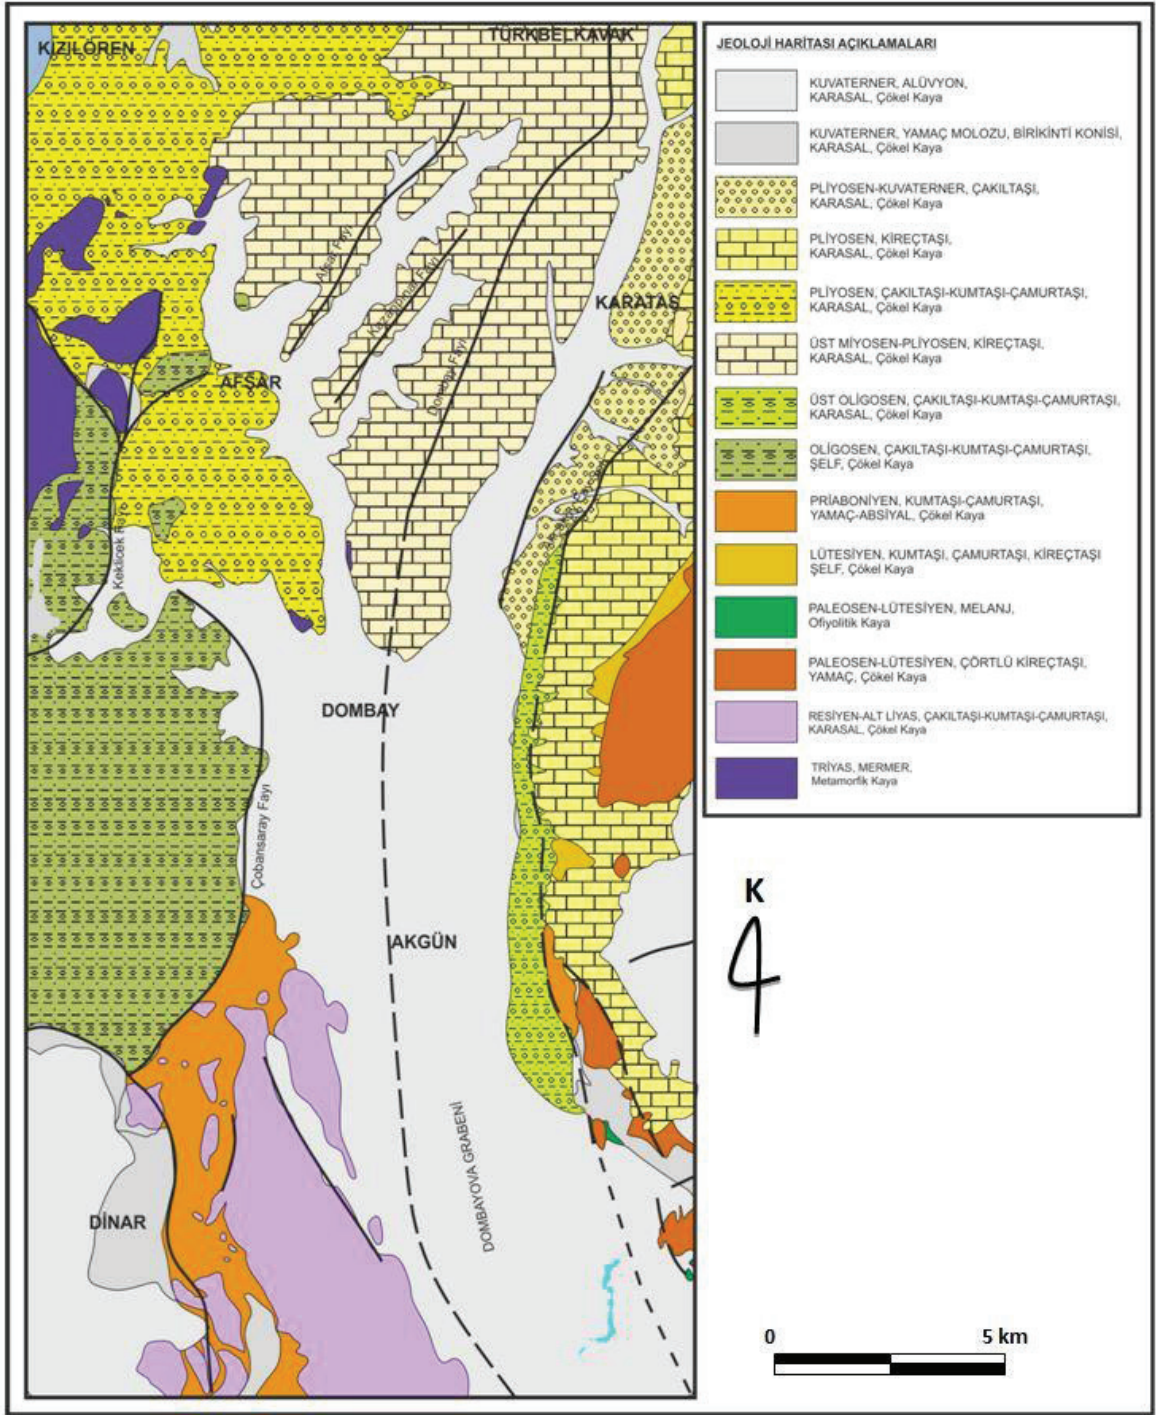 KIZILÖREN
TÜRKBELKAVAK
Afşar Fayı
Kazanpınar Fayı
KARATAŞ
Dombay Fayı
AFŞAR
Keklicek Fayı
DOMBAY
Çobansaray Fayı
AKGÜN
DOMBAYOVA GRABENİ
DİNAR
JEOLOJİ HARİTASI AÇIKLAMALARI
KUVATERNER, ALÜVYON,
KARASAL, Çökel Kaya
KUVATERNER, YAMAÇ MOLOZU, BİRİKİNTİ KONİSİ,
KARASAL, Çökel Kaya
PLİYOSEN-KUVATERNER, ÇAKILTAŞI,
KARASAL, Çökel Kaya
PLİYOSEN, KİREÇTAŞI,
KARASAL, Çökel Kaya
PLİYOSEN, ÇAKILTAŞI-KUMTAŞI-ÇAMURTAŞI,
KARASAL, Çökel Kaya
ÜST MİYOSEN-PLİYOSEN, KİREÇTAŞI,
KARASAL, Çökel Kaya
ÜST OLİGOSEN, ÇAKILTAŞI-KUMTAŞI-ÇAMURTAŞI,
KARASAL, Çökel Kaya
OLİGOSEN, ÇAKILTAŞI-KUMTAŞI-ÇAMURTAŞI,
ŞELF, Çökel Kaya
PRİABONİYEN, KUMTAŞI-ÇAMURTAŞI,
YAMAÇ-ABSİYAL, Çökel Kaya
LÜTESİYEN, KUMTAŞI, ÇAMURTAŞI, KİREÇTAŞI
ŞELF, Çökel Kaya
PALEOSEN-LÜTESİYEN, MELANJ,
Ofiyolitik Kaya
PALEOSEN-LÜTESİYEN, ÇÖRTLÜ KİREÇTAŞI,
YAMAÇ, Çökel Kaya
RESİYEN-ALT LİYAS, ÇAKILTAŞI-KUMTAŞI-ÇAMURTAŞI,
KARASAL, Çökel Kaya
TRİYAS, MERMER,
Metamorfik Kaya
K
0 5 km